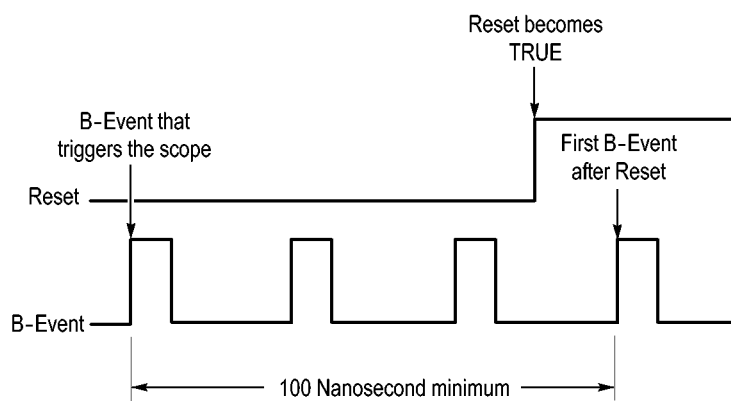 Reset becomes
TRUE
B-Event that
triggers the scope
First B-Event
after Reset
Reset
B-Event
100 Nanosecond minimum